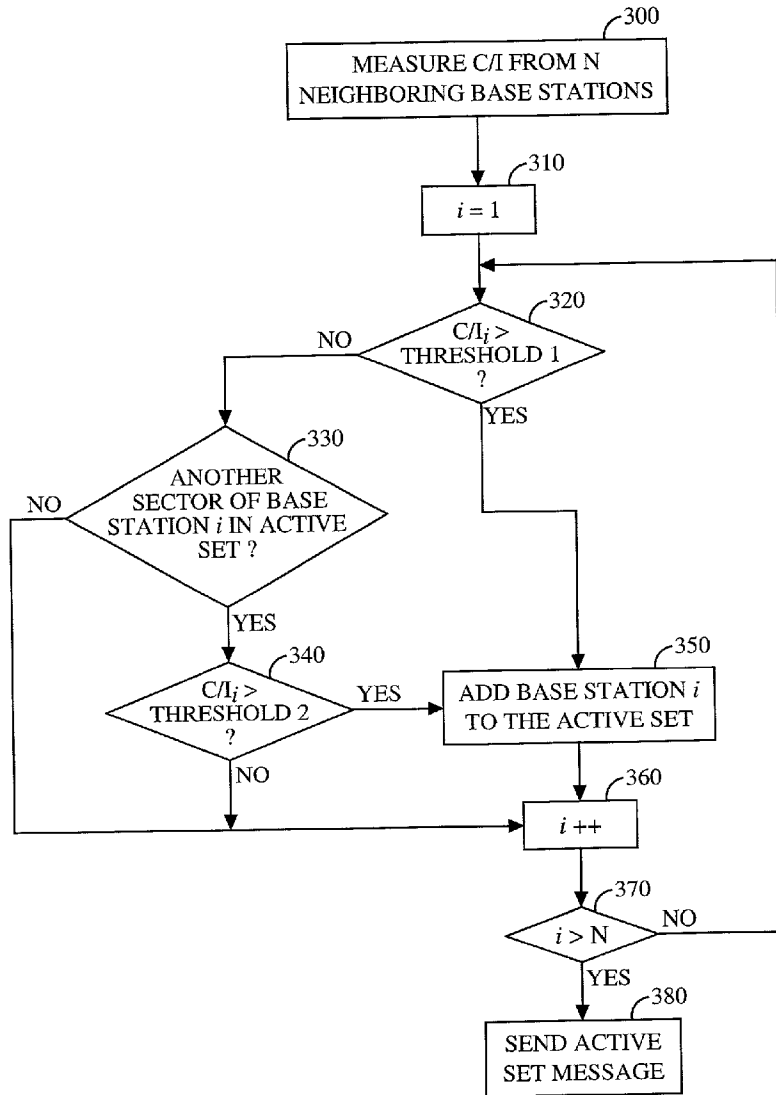 300
MEASURE C/I FROM N
NEIGHBORING BASE STATIONS
310
i = 1
320
C/Ii >
THRESHOLD 1
?
NO
YES
330
ANOTHER
SECTOR OF BASE
STATION i IN ACTIVE
SET ?
NO
YES
340
C/Ii >
THRESHOLD 2
?
YES
NO
350
ADD BASE STATION i
TO THE ACTIVE SET
360
i ++
370
i > N
NO
YES
380
SEND ACTIVE
SET MESSAGE